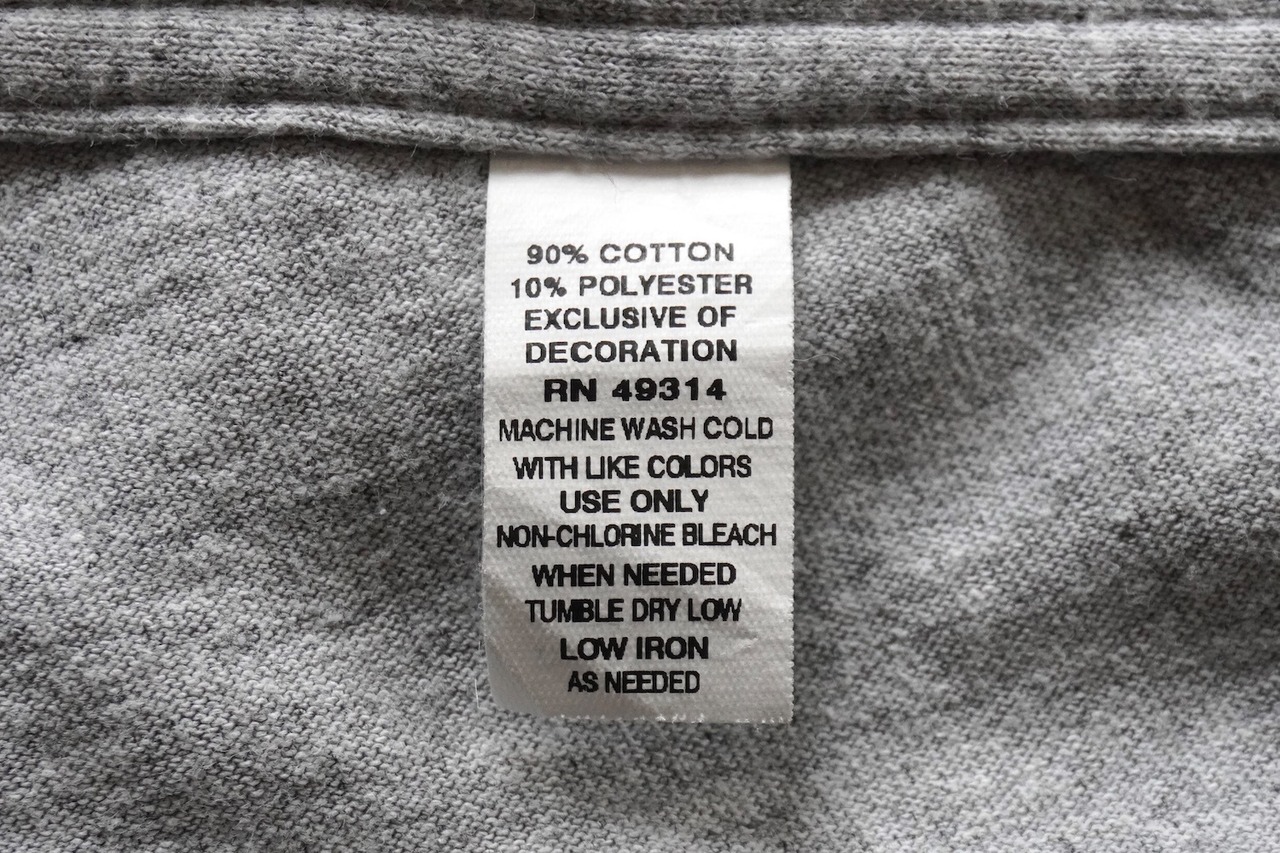 90% COTTON
10% POLYESTER
EXCLUSIVE OF
DECORATION
RN 49314
MACHINE WASH COLD
WITH LIKE COLORS
USE ONLY
NON-CHLORINE BLEACH
WHEN NEEDED
TUMBLE DRY LOW
LOW IRON
AS NEEDED